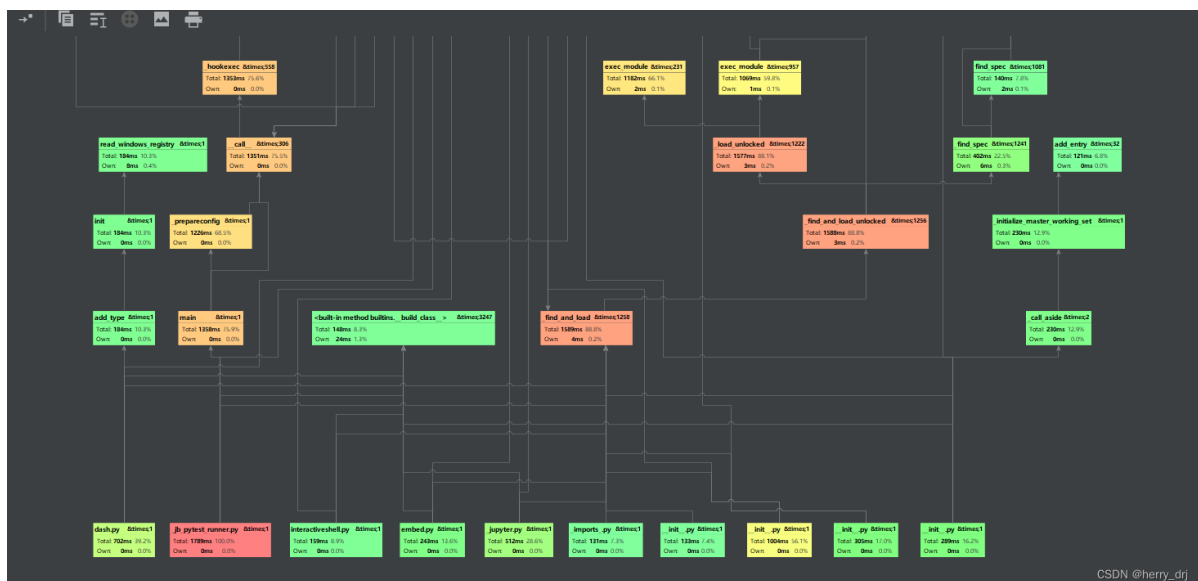 _hookexec &times;558
Total: 1353ms 75.6%
Own: 0ms 0.0%
exec_module &times;231
Total: 1182ms 66.1%
Own: 2ms 0.1%
exec_module &times;957
Total: 1069ms 59.8%
Own: 1ms 0.1%
find_spec &times;1081
Total: 140ms 7.8%
Own: 2ms 0.1%
read_windows_registry &times;1
Total: 184ms 10.3%
Own: 8ms 0.4%
__call__ &times;306
Total: 1351ms 75.5%
Own: 0ms 0.0%
_load_unlocked &times;1222
Total: 1577ms 88.1%
Own: 3ms 0.2%
_find_spec &times;1241
Total: 402ms 22.5%
Own: 6ms 0.3%
add_entry &times;32
Total: 121ms 6.8%
Own: 0ms 0.0%
init &times;1
Total: 184ms 10.3%
Own: 0ms 0.0%
_prepareconfig &times;1
Total: 1226ms 68.5%
Own: 0ms 0.0%
_find_and_load_unlocked &times;1256
Total: 1588ms 88.8%
Own: 3ms 0.2%
_initialize_master_working_set &times;1
Total: 230ms 12.9%
Own: 0ms 0.0%
add_type &times;1
Total: 184ms 10.3%
Own: 0ms 0.0%
main &times;1
Total: 1358ms 75.9%
Own: 0ms 0.0%
<built-in method builtins.__build_class__> &times;3247
Total: 148ms 8.3%
Own: 24ms 1.3%
_find_and_load &times;1258
Total: 1589ms 88.8%
Own: 4ms 0.2%
_call_aside &times;2
Total: 230ms 12.9%
Own: 0ms 0.0%
dash.py &times;1
Total: 702ms 39.2%
Own: 0ms 0.0%
_jb_pytest_runner.py &times;1
Total: 1789ms 100.0%
Own: 0ms 0.0%
interactiveshell.py &times;1
Total: 159ms 8.9%
Own: 0ms 0.0%
embed.py &times;1
Total: 243ms 13.6%
Own: 0ms 0.0%
_jupyter.py &times;1
Total: 512ms 28.6%
Own: 0ms 0.0%
_imports_.py &times;1
Total: 131ms 7.3%
Own: 0ms 0.0%
__init__.py &times;1
Total: 133ms 7.4%
Own: 0ms 0.0%
__init__.py &times;1
Total: 1004ms 56.1%
Own: 0ms 0.0%
__init__.py &times;1
Total: 305ms 17.0%
Own: 0ms 0.0%
__init__.py &times;1
Total: 289ms 16.2%
Own: 0ms 0.0%
CSDN @herry_drj